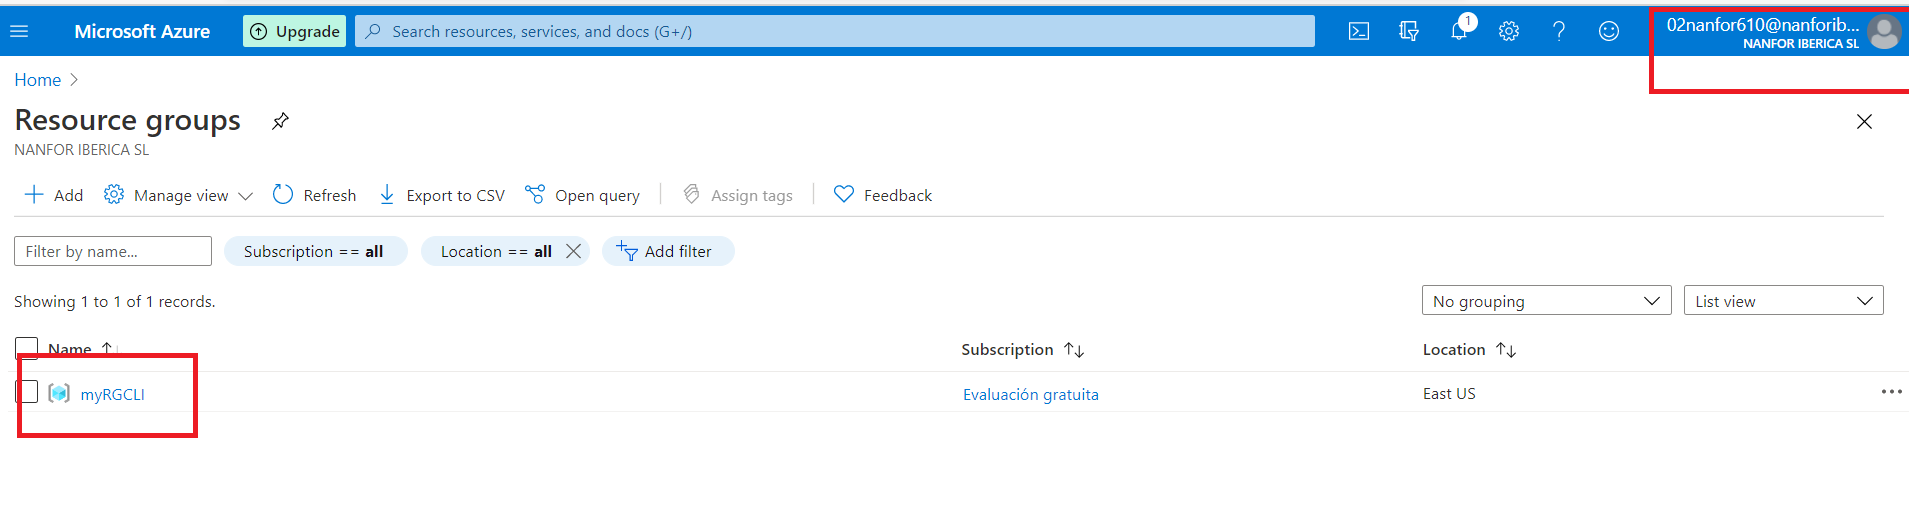 Microsoft Azure Upgrade Search resources, services, and docs (G+/) 1 02nanfor610@nanforib...
NANFOR IBERICA SL
Home
Resource groups
NANFOR IBERICA SL
Add Manage view Refresh Export to CSV Open query Assign tags Feedback
Filter by name... Subscription == all Location == all Add filter
Showing 1 to 1 of 1 records. No grouping List view
Name Subscription Location
myRGCLI Evaluación gratuita East US